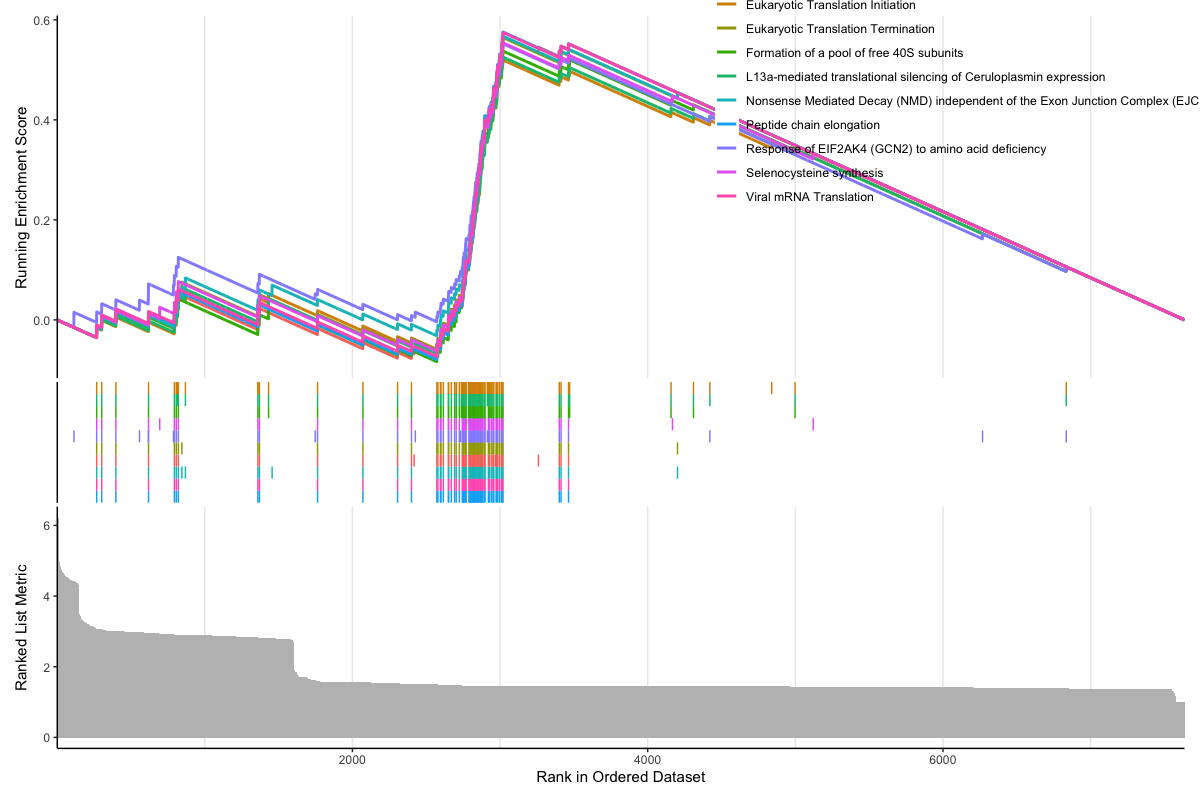 Eukaryotic Translation Initiation
Eukaryotic Translation Termination
Formation of a pool of free 40S subunits
L13a-mediated translational silencing of Ceruloplasmin expression
Nonsense Mediated Decay (NMD) independent of the Exon Junction Complex (EJC
Peptide chain elongation
Response of EIF2AK4 (GCN2) to amino acid deficiency
Selenocysteine synthesis
Viral mRNA Translation
Running Enrichment Score
0.6
0.4
0.2
0.0
Ranked List Metric
6
4
2
0
2000 4000 6000
Rank in Ordered Dataset